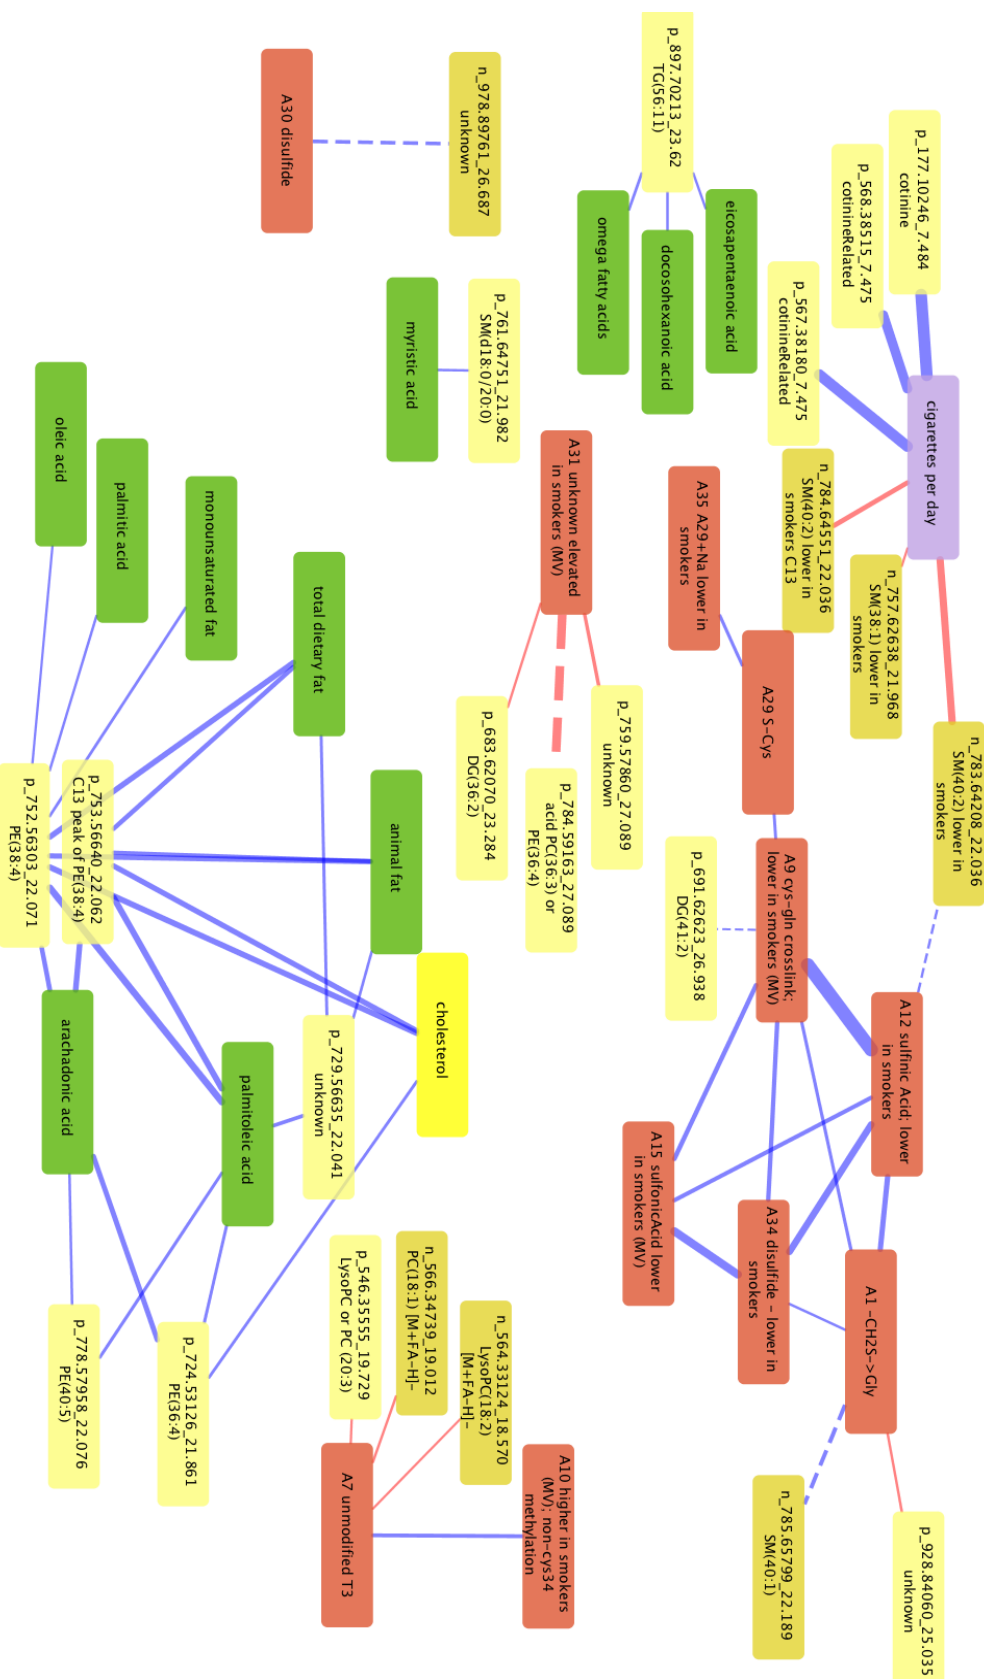 p_928.84060_25.035
unknown
n_783.64208_22.036
SM(40:2) lower in
smokers
A1 -CH2S->Gly
A12 sulfinic Acid; lower
in smokers
cigarettes per day
p_177.10246_7.484
cotinine
n_757.62638_21.968
SM(38:1) lower in
smokers
p_568.38515_7.475
cotinineRelated
n_784.64551_22.036
SM(40:2) lower in
smokers C13
p_567.38180_7.475
cotinineRelated
n_785.65799_22.189
SM(40:1)
A9 cys-gln crosslink;
lower in smokers (MV)
A29 S-Cys
A34 disulfide - lower in
smokers
eicosapentaenoic acid
p_691.62623_26.938
DG(41:2)
A35 A29+Na lower in
smokers
p_897.70213_23.62
TG(56:11)
docosohexanoic acid
A15 sulfonicAcid lower
in smokers (MV)
omega fatty acids
p_759.57860_27.089
unknown
A31 unknown elevated
in smokers (MV)
p_784.59163_27.089
acid PC(36:3) or
PE(36:4)
A10 higher in smokers
(MV); non-cys34
methylation
p_683.62070_23.284
DG(36:2)
n_564.33124_18.570
LysoPC(18:2)
[M+FA-H]-
p_761.64751_21.982
SM(d18:0/20:0)
n_978.89761_26.687
unknown
cholesterol
myristic acid
n_566.34739_19.012
PC(18:1) [M+FA-H]-
animal fat
p_546.35555_19.729
LysoPC or PC (20:3)
A7 unmodified T3
p_729.56635_22.041
unknown
total dietary fat
A30 disulfide
palmitoleic acid
monounsaturated fat
p_724.53126_21.861
PE(36:4)
palmitic acid
p_753.56640_22.062
C13 peak of PE(38:4)
arachadonic acid
p_778.57958_22.076
PE(40:5)
oleic acid
p_752.56303_22.071
PE(38:4)